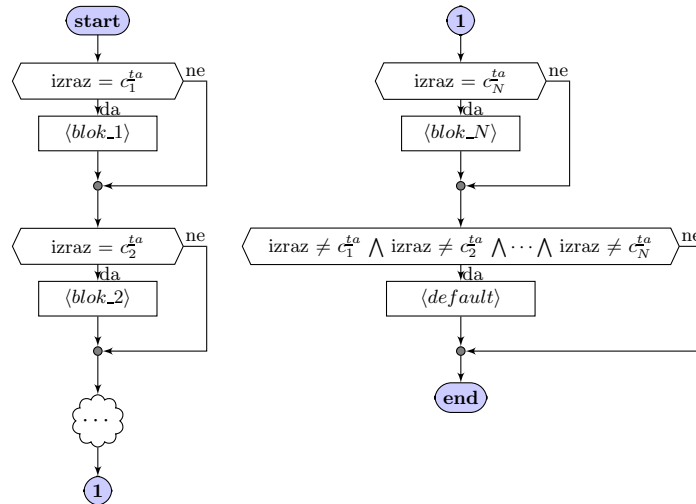 start
izraz = c_1^{ta}
ne
da
⟨blok_1⟩
izraz = c_2^{ta}
ne
da
⟨blok_2⟩
...
1
1
izraz = c_N^{ta}
ne
da
⟨blok_N⟩
izraz ≠ c_1^{ta} ⋀ izraz ≠ c_2^{ta} ⋀ ⋯ ⋀ izraz ≠ c_N^{ta}
ne
da
⟨default⟩
end